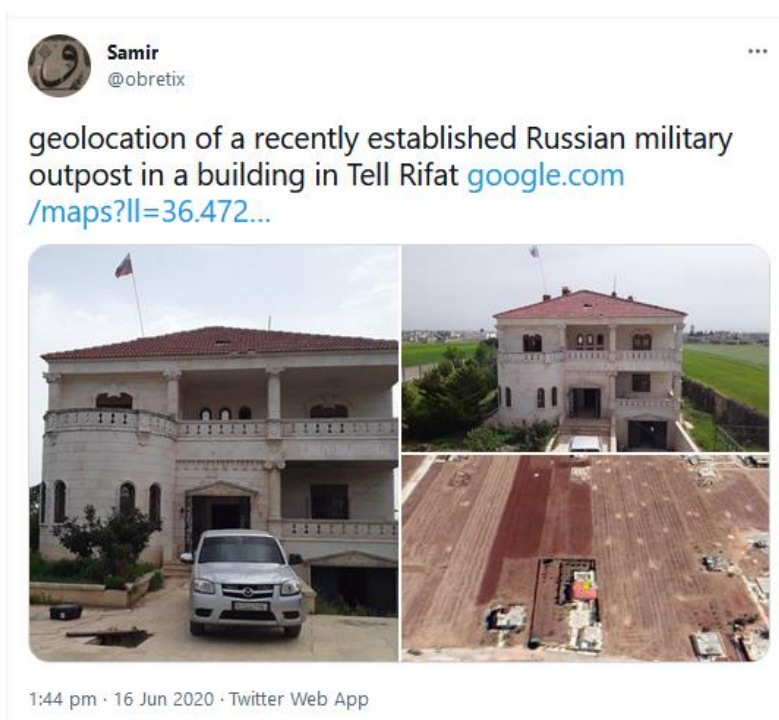 Samir
@obretix
geolocation of a recently established Russian military
outpost in a building in Tell Rifat google.com
/maps?ll=36.472...
1:44 pm · 16 Jun 2020 · Twitter Web App